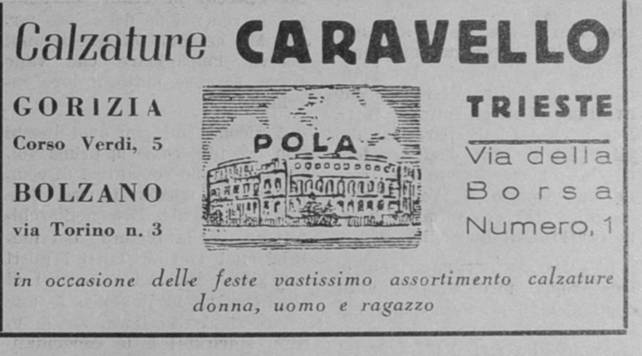 Calzature CARAVELLO
GORIZIA
Corso Verdi, 5
BOLZANO
via Torino n. 3
POLA
TRIESTE
Via della
Borsa
Numero, 1
in occasione delle feste vastissimo assortimento calzature
donna, uomo e ragazzo